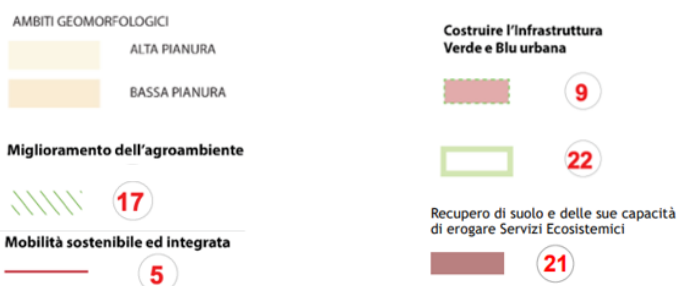 AMBITI GEOMORFOLOGICI
ALTA PIANURA
BASSA PIANURA
Miglioramento dell'agroambiente
17
Mobilità sostenibile ed integrata
5
Costruire l'Infrastruttura
Verde e Blu urbana
9
22
Recupero di suolo e delle sue capacità
di erogare Servizi Ecosistemici
21